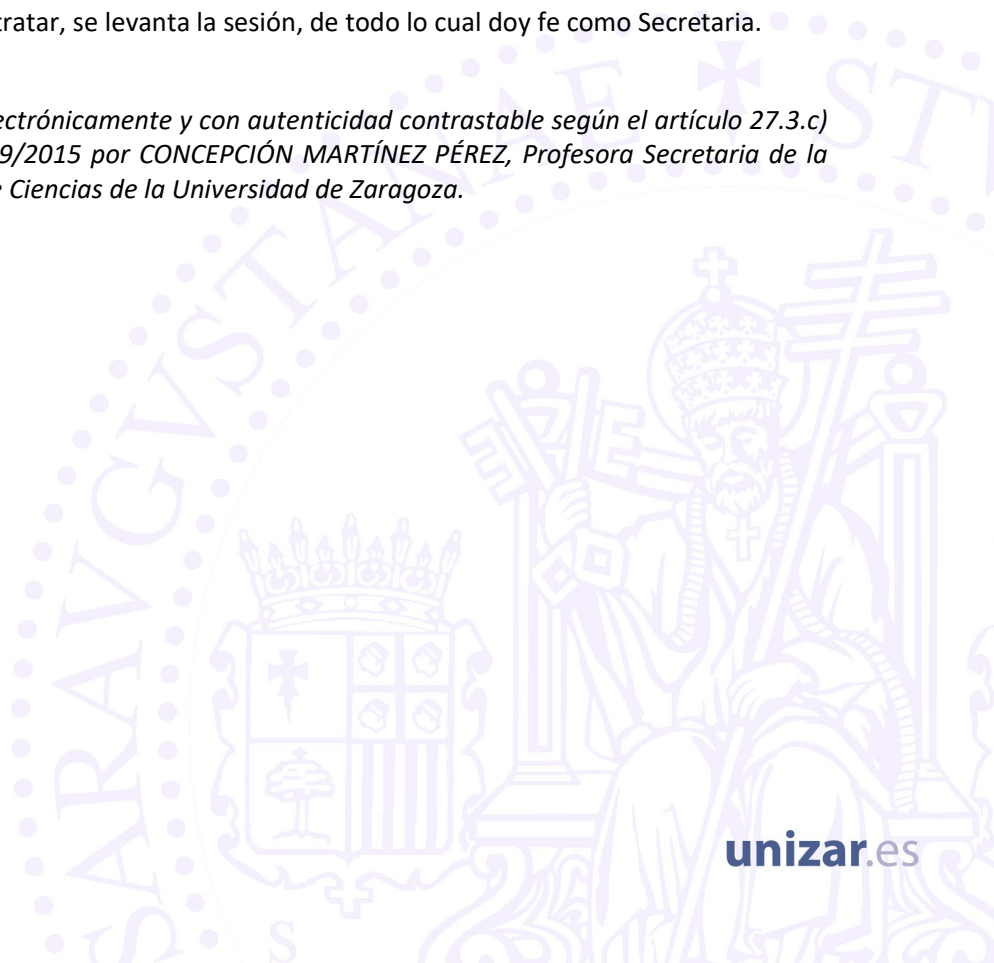 tratar, se levanta la sesión, de todo lo cual doy fe como Secretaria.
ectrónicamente y con autenticidad contrastable según el artículo 27.3.c)
9/2015 por CONCEPCIÓN MARTÍNEZ PÉREZ, Profesora Secretaria de la
e Ciencias de la Universidad de Zaragoza.
SARAVGVSTANAE STV
S
unizar.es